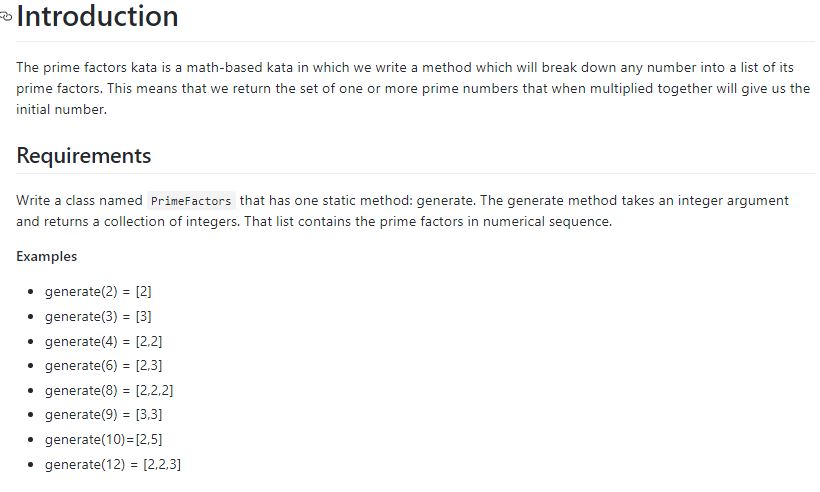 Introduction
The prime factors kata is a math-based kata in which we write a method which will break down any number into a list of its
prime factors. This means that we return the set of one or more prime numbers that when multiplied together will give us the
initial number.
Requirements
Write a class named PrimeFactors that has one static method: generate. The generate method takes an integer argument
and returns a collection of integers. That list contains the prime factors in numerical sequence.
Examples
• generate(2) = [2]
• generate(3) = [3]
• generate(4) = [2,2]
• generate(6) = [2,3]
• generate(8) = [2,2,2]
• generate(9) = [3,3]
• generate(10)=[2,5]
• generate(12) = [2,2,3]